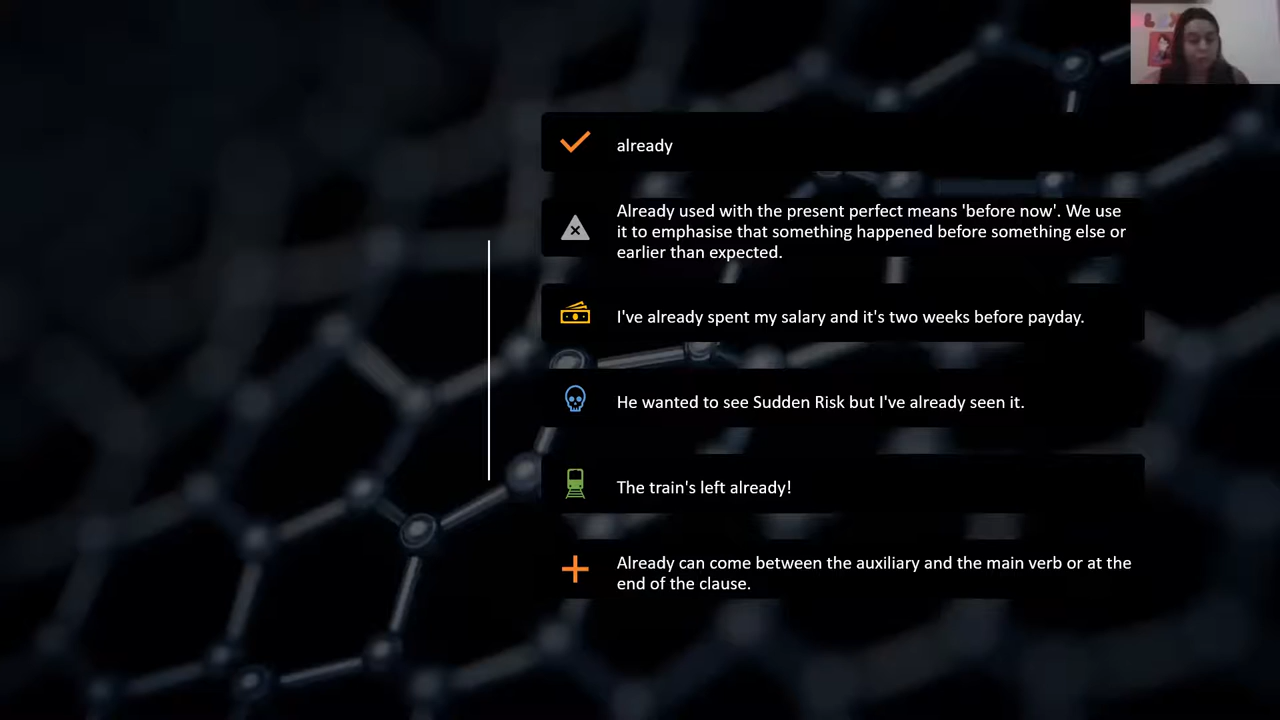 already
Already used with the present perfect means 'before now'. We use
it to emphasise that something happened before something else or
earlier than expected.
I've already spent my salary and it's two weeks before payday.
He wanted to see Sudden Risk but I've already seen it.
The train's left already!
Already can come between the auxiliary and the main verb or at the
end of the clause.